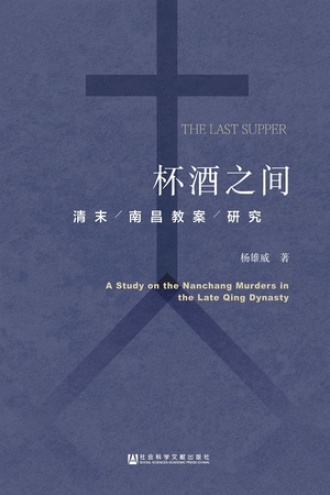 THE LAST SUPPER
杯酒之间
清末/南昌教案/研究
杨雄威 著
A Study on the Nanchang Murders in
the Late Qing Dynasty
社会科学文献出版社
SOCIAL SCIENCES ACADEMIC PRESS (CHINA)